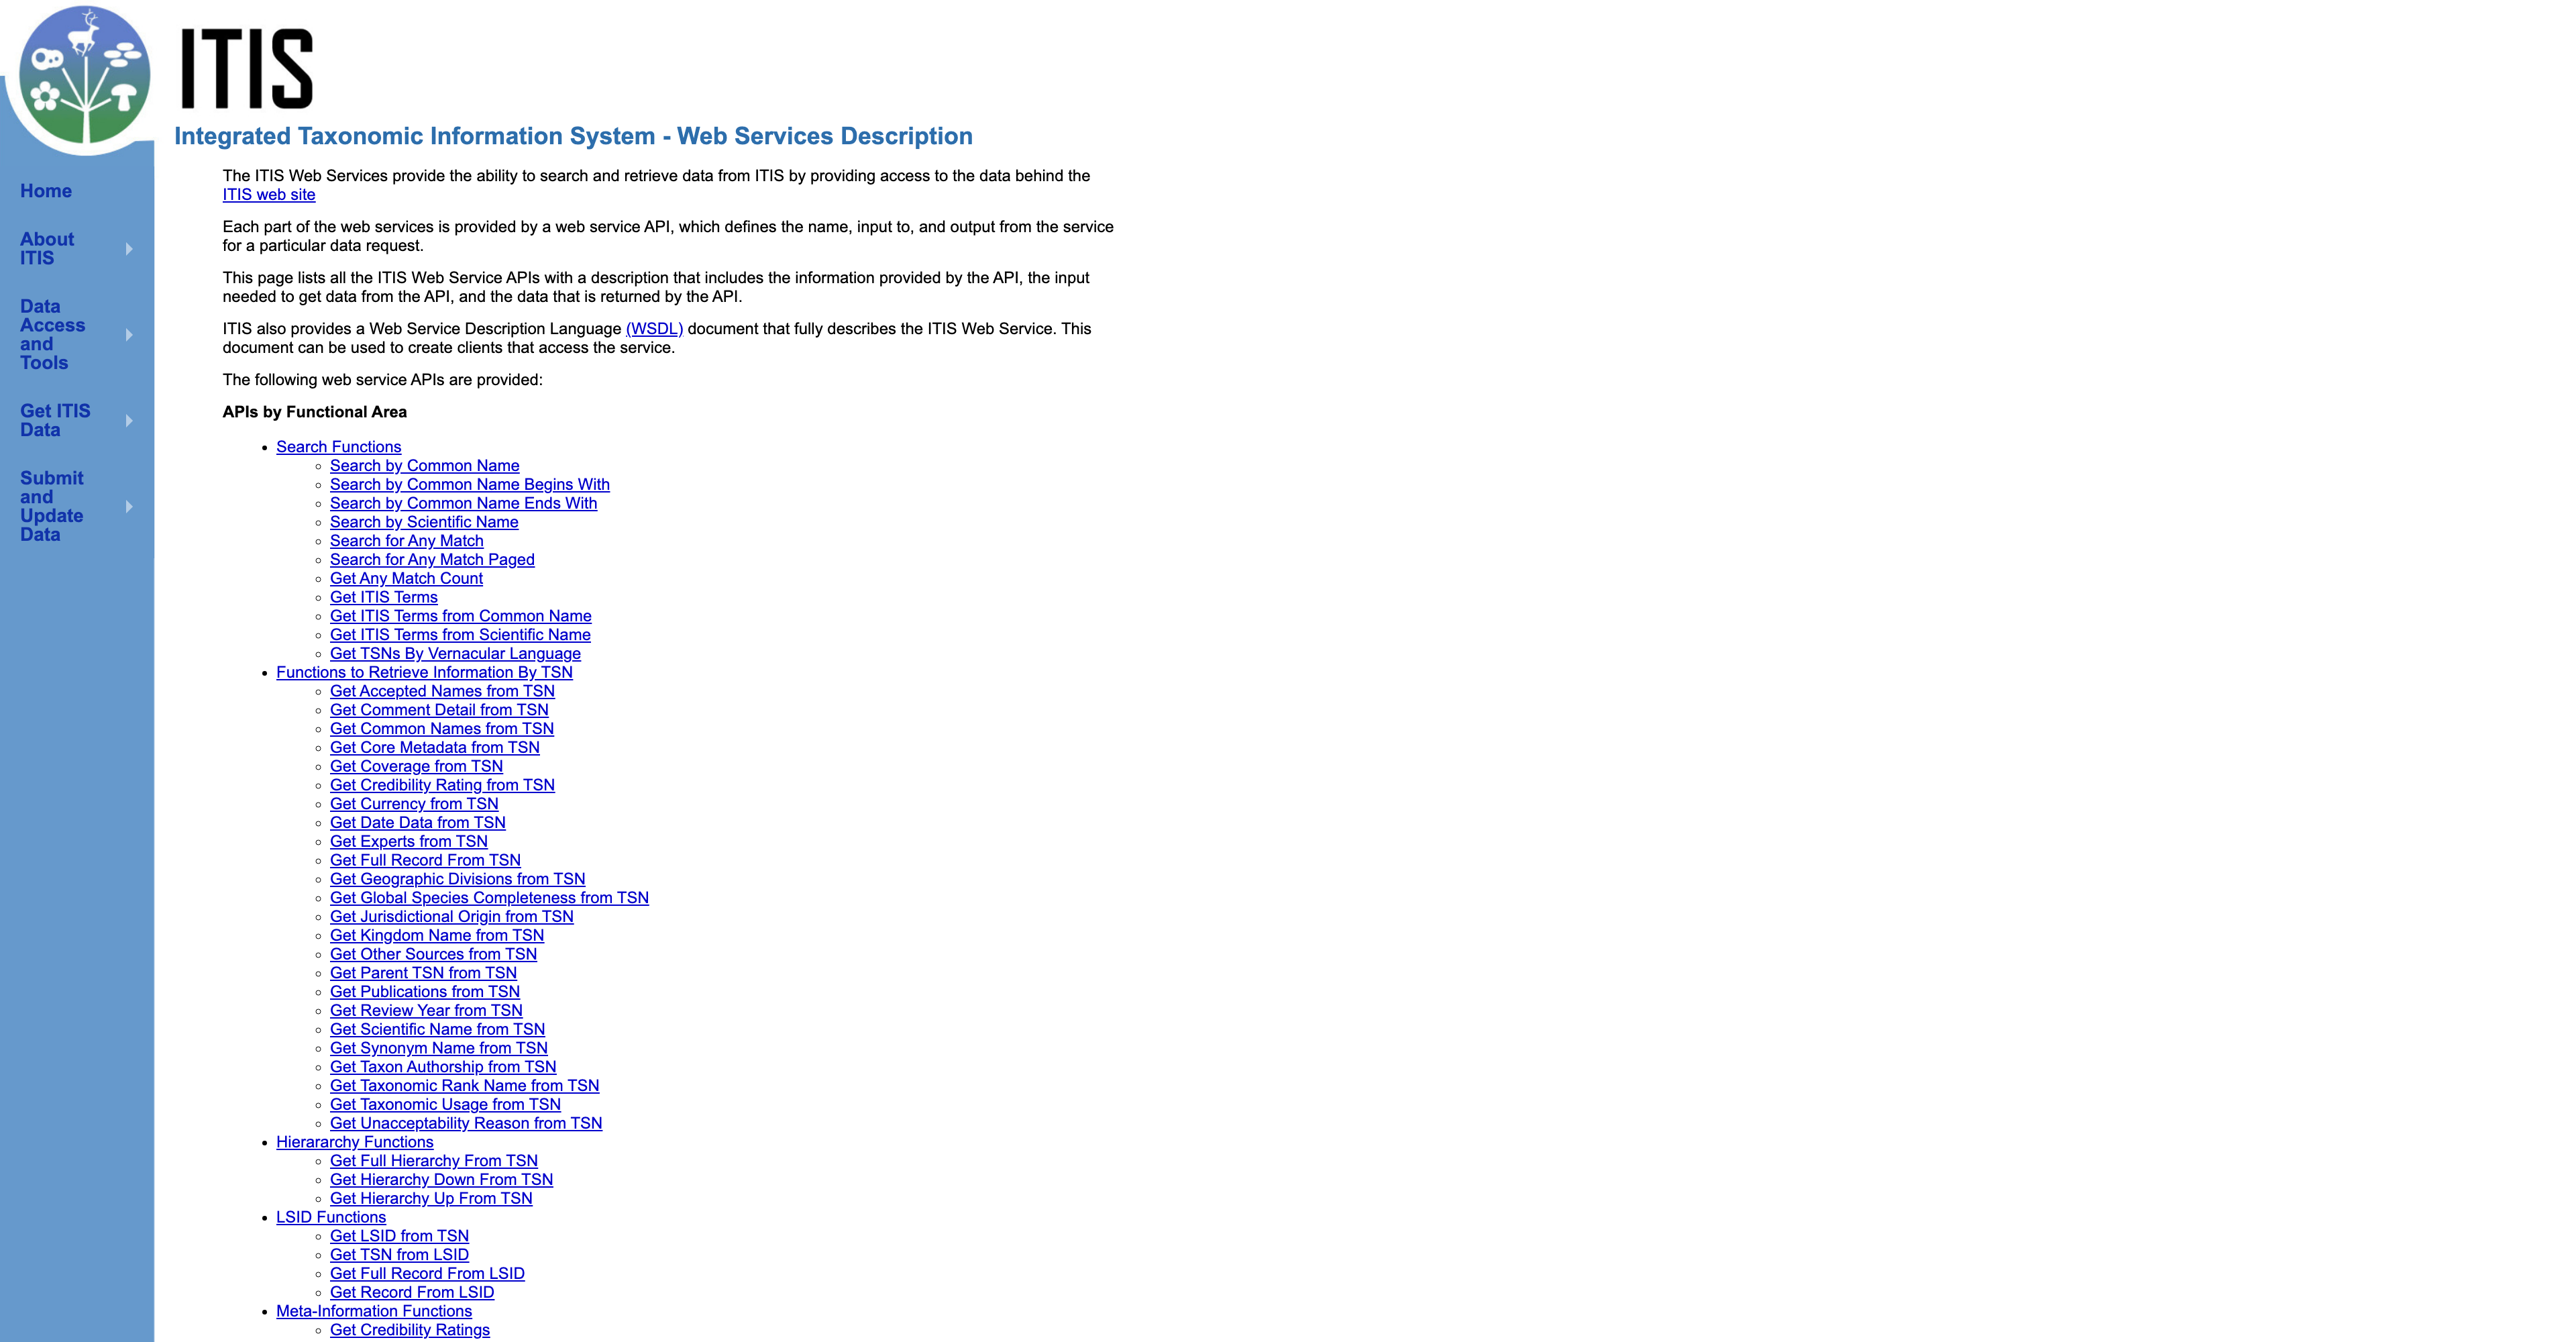 ITIS
Integrated Taxonomic Information System - Web Services Description
Home
About
ITIS
Data
Access
and
Tools
Get ITIS
Data
Submit
and
Update
Data
The ITIS Web Services provide the ability to search and retrieve data from ITIS by providing access to the data behind the
ITIS web site
Each part of the web services is provided by a web service API, which defines the name, input to, and output from the service
for a particular data request.
This page lists all the ITIS Web Service APIs with a description that includes the information provided by the API, the input
needed to get data from the API, and the data that is returned by the API.
ITIS also provides a Web Service Description Language (WSDL) document that fully describes the ITIS Web Service. This
document can be used to create clients that access the service.
The following web service APIs are provided:
APIs by Functional Area
Search Functions
Search by Common Name
Search by Common Name Begins With
Search by Common Name Ends With
Search by Scientific Name
Search for Any Match
Search for Any Match Paged
Get Any Match Count
Get ITIS Terms
Get ITIS Terms from Common Name
Get ITIS Terms from Scientific Name
Get TSNs By Vernacular Language
Functions to Retrieve Information By TSN
Get Accepted Names from TSN
Get Comment Detail from TSN
Get Common Names from TSN
Get Core Metadata from TSN
Get Coverage from TSN
Get Credibility Rating from TSN
Get Currency from TSN
Get Date Data from TSN
Get Experts from TSN
Get Full Record From TSN
Get Geographic Divisions from TSN
Get Global Species Completeness from TSN
Get Jurisdictional Origin from TSN
Get Kingdom Name from TSN
Get Other Sources from TSN
Get Parent TSN from TSN
Get Publications from TSN
Get Review Year from TSN
Get Scientific Name from TSN
Get Synonym Name from TSN
Get Taxon Authorship from TSN
Get Taxonomic Rank Name from TSN
Get Taxonomic Usage from TSN
Get Unacceptability Reason from TSN
Hierararchy Functions
Get Full Hierarchy From TSN
Get Hierarchy Down From TSN
Get Hierarchy Up From TSN
LSID Functions
Get LSID from TSN
Get TSN from LSID
Get Full Record From LSID
Get Record From LSID
Meta-Information Functions
Get Credibility Ratings